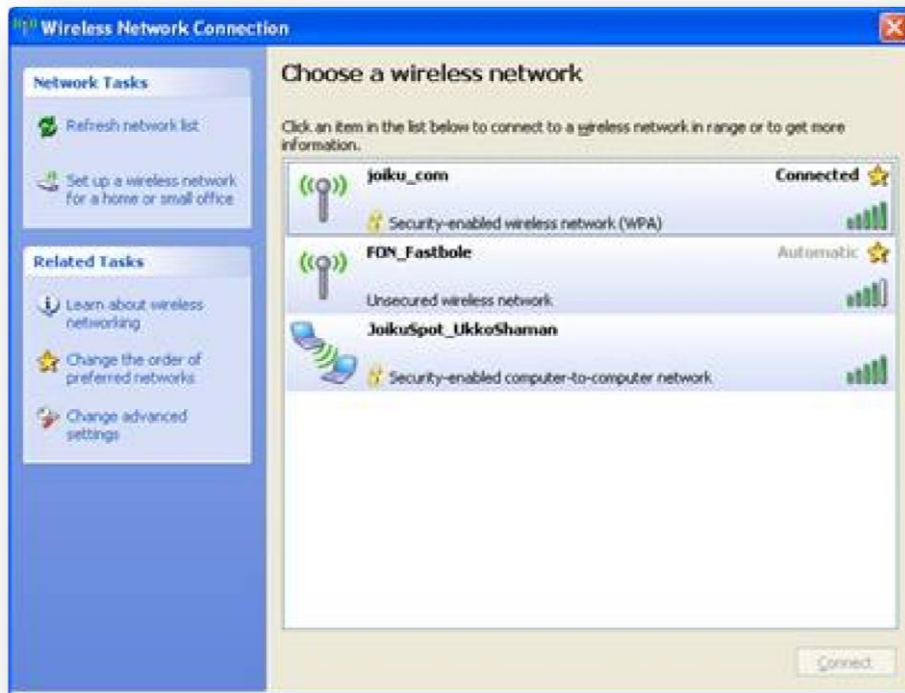 Wireless Network Connection
Network Tasks
Refresh network list
Set up a wireless network
for a home or small office
Related Tasks
Learn about wireless
networking
Change the order of
preferred networks
Change advanced
settings
Choose a wireless network
Click an item in the list below to connect to a wireless network in range or to get more
information.
joiku_com
Connected
Security-enabled wireless network (WPA)
FON_Fastbole
Automatic
Unsecured wireless network
JoikuSpot_UkkoShaman
Security-enabled computer-to-computer network
Connect